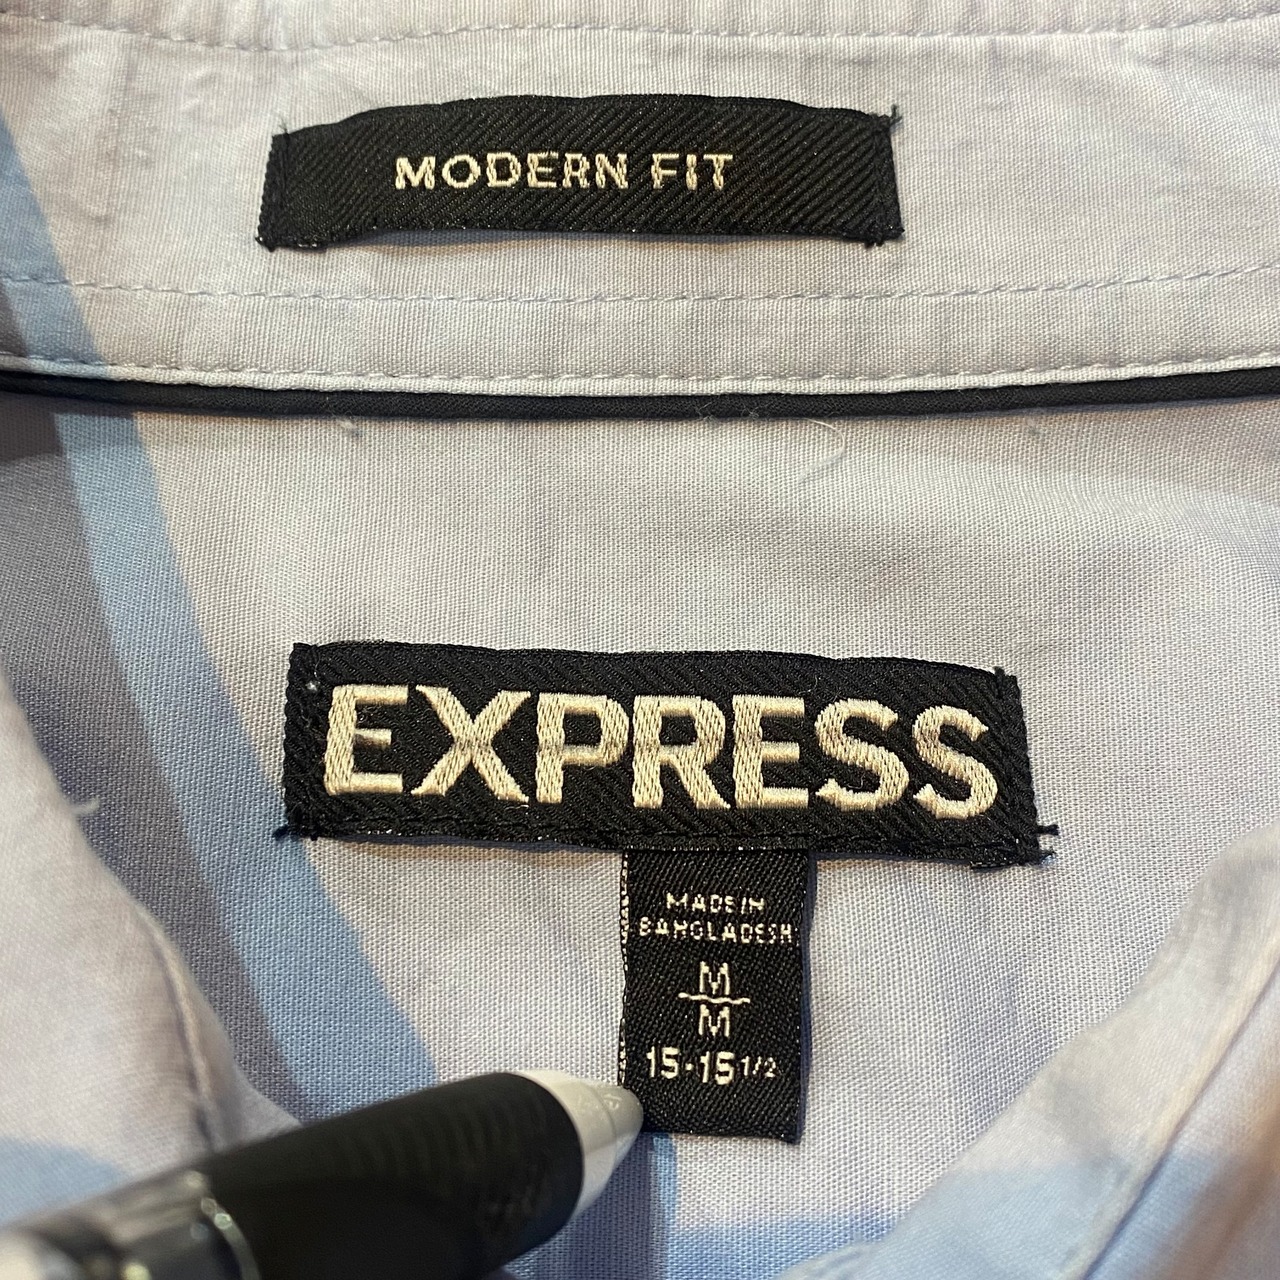 MODERN FIT
EXPRESS
MADE IN
BANGLADESH
M
M
15-15 1/2